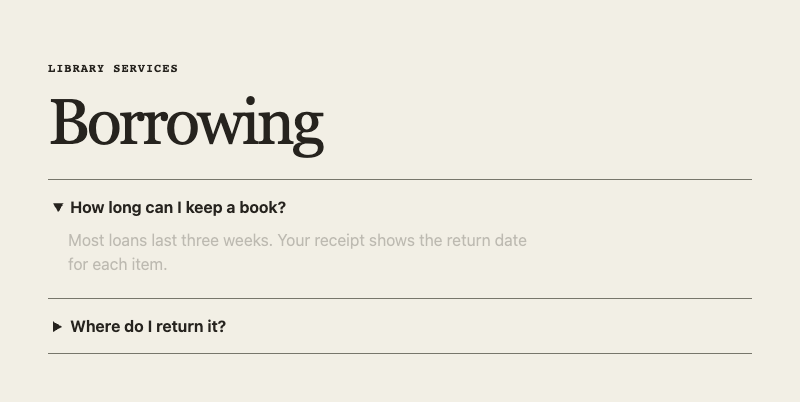 LIBRARY SERVICES
Borrowing
How long can I keep a book?
Most loans last three weeks. Your receipt shows the return date
for each item.
Where do I return it?